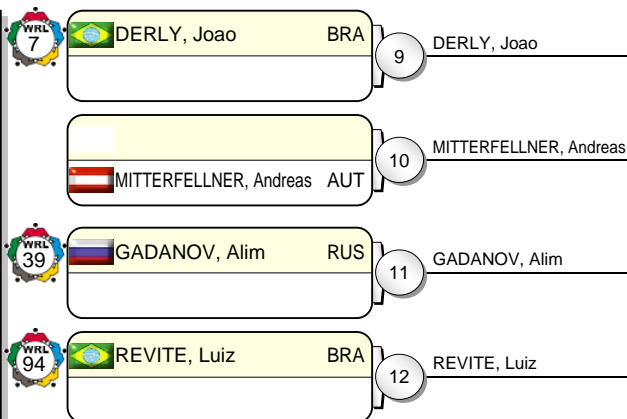 WRL
7
DERLY, Joao BRA
9
DERLY, Joao
MITTERFELLNER, Andreas AUT
10
MITTERFELLNER, Andreas
WRL
39
GADANOV, Alim RUS
11
GADANOV, Alim
WRL
94
REVITE, Luiz BRA
12
REVITE, Luiz